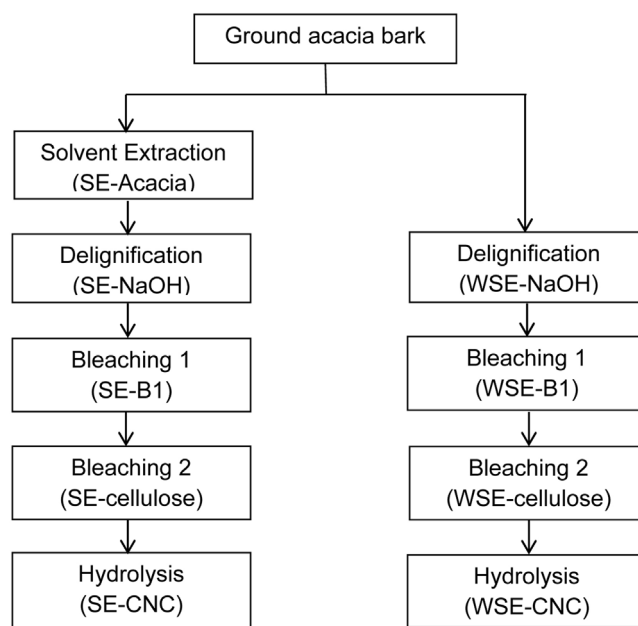 Ground acacia bark
Solvent Extraction
(SE-Acacia)
Delignification
(SE-NaOH)
Bleaching 1
(SE-B1)
Bleaching 2
(SE-cellulose)
Hydrolysis
(SE-CNC)
Delignification
(WSE-NaOH)
Bleaching 1
(WSE-B1)
Bleaching 2
(WSE-cellulose)
Hydrolysis
(WSE-CNC)